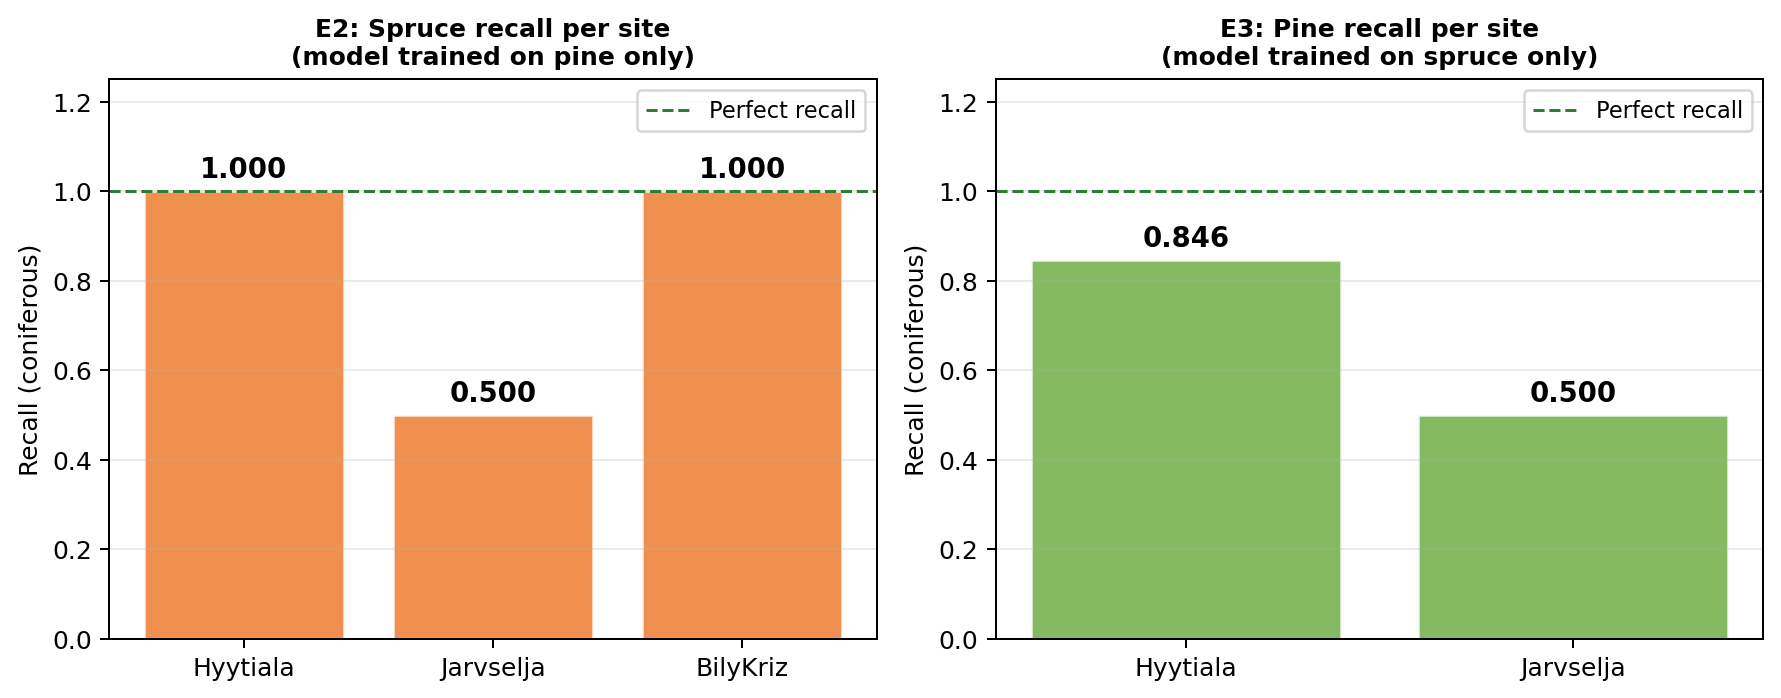 E2: Spruce recall per site
(model trained on pine only)
Recall (coniferous)
1.2
1.0
0.8
0.6
0.4
0.2
0.0
Perfect recall
1.000
0.500
1.000
Hyytiala
Jarvselja
BilyKriz
E3: Pine recall per site
(model trained on spruce only)
Recall (coniferous)
1.2
1.0
0.8
0.6
0.4
0.2
0.0
Perfect recall
0.846
0.500
Hyytiala
Jarvselja